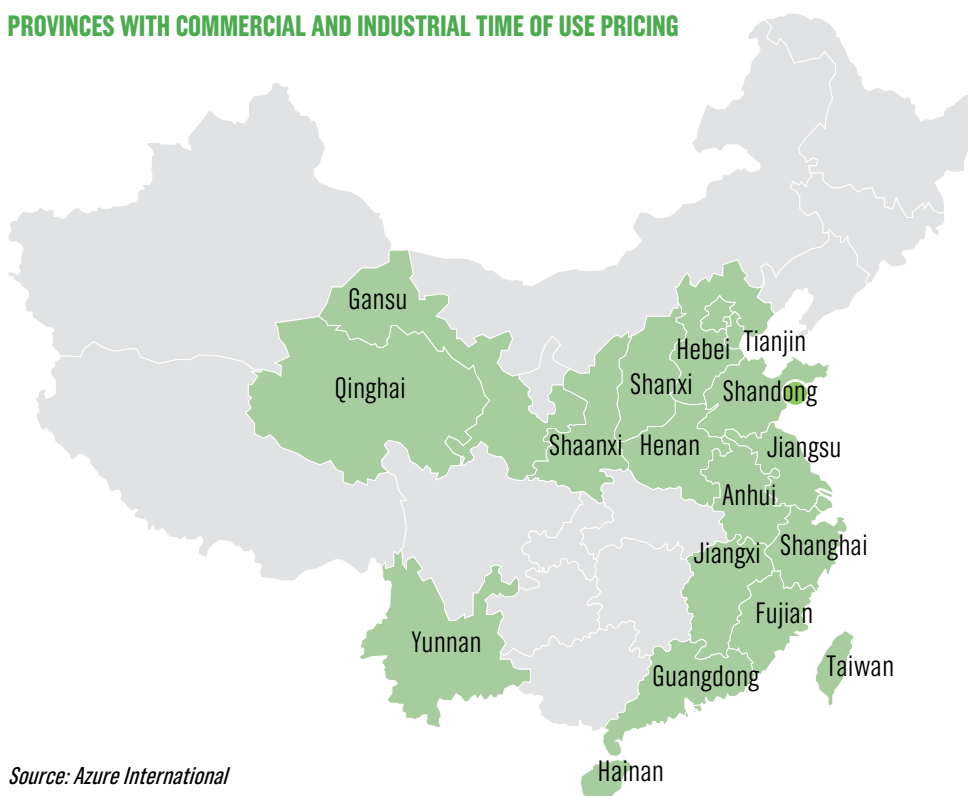 PROVINCES WITH COMMERCIAL AND INDUSTRIAL TIME OF USE PRICING
Gansu
Tianjin
Hebei
Qinghai
Shanxi
Shandong
Shaanxi
Henan
Jiangsu
Anhui
Jiangxi
Shanghai
Fujian
Yunnan
Guangdong
Taiwan
Hainan
Source: Azure International